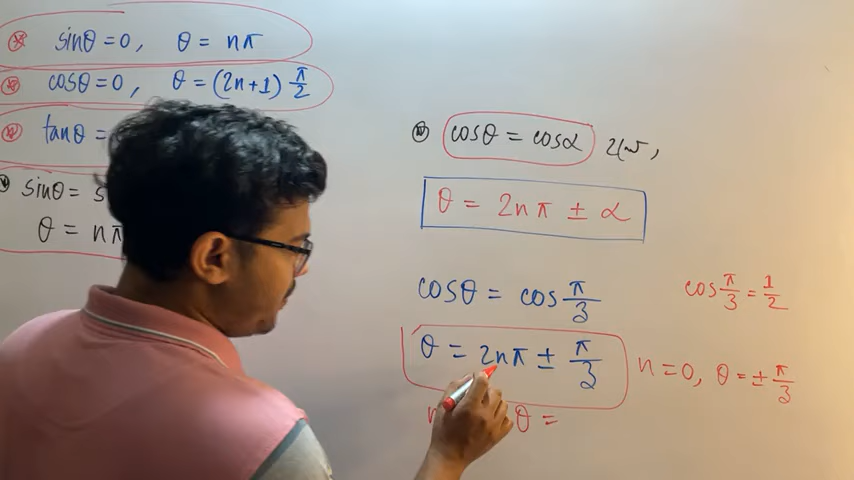 sinθ = 0, θ = nπ
cosθ = 0, θ = (2n+1) π/2
tanθ =
sinθ =
θ = nπ
cosθ = cosα হলে,
θ = 2nπ ± α
cosθ = cos π/3
cos π/3 = 1/2
θ = 2nπ ± π/3
n = 0, θ = ± π/3
θ =